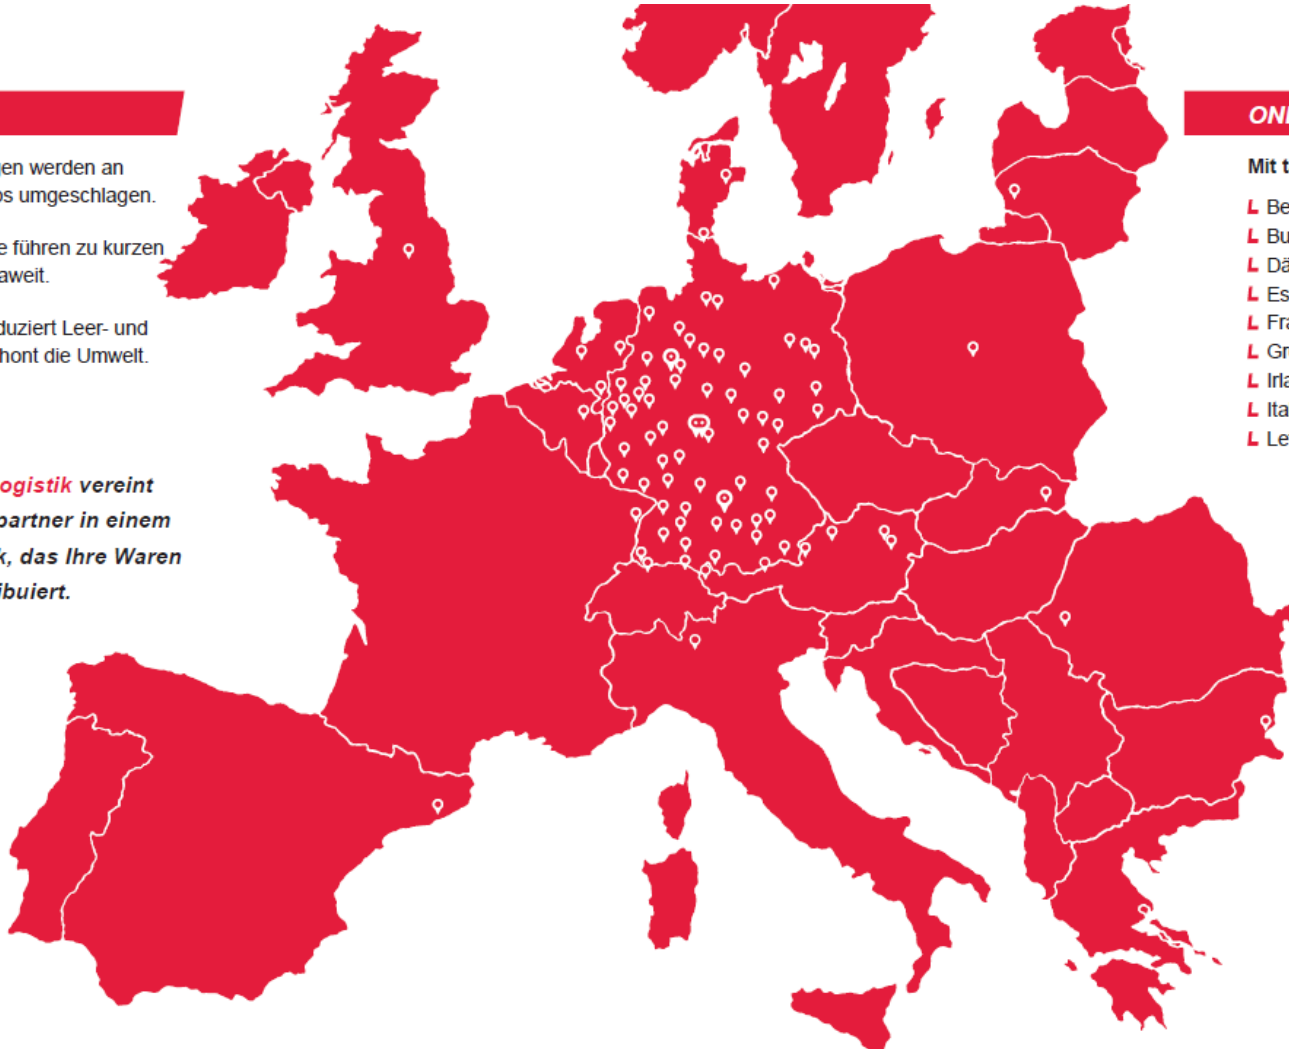 gen werden an
os umgeschlagen.
e führen zu kurzen
aweit.
duziert Leer- und
hont die Umwelt.
ogistik vereint
partner in einem
k, das Ihre Waren
ibuiert.
ONI
Mit t
Be
Bu
Dä
Es
Fra
Gr
Irla
Ita
Le